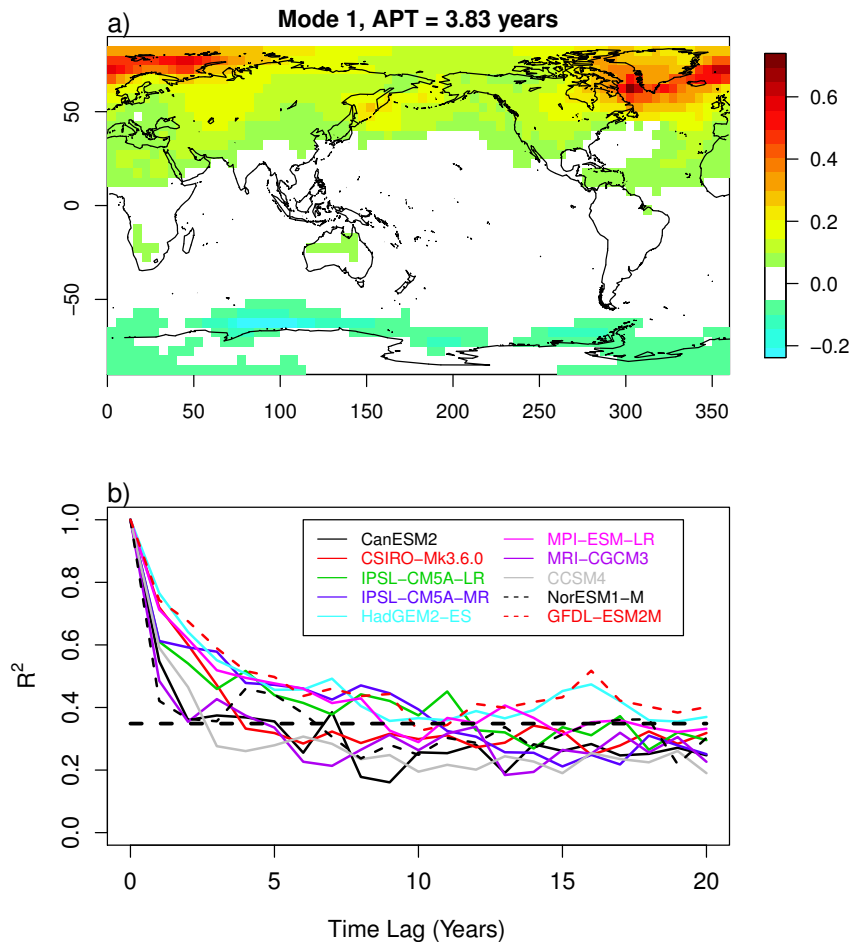 Mode 1, APT = 3.83 years
a)
50
0
−50
0 50 100 150 200 250 300 350
0.6
0.4
0.2
0.0
−0.2
b)
1.0
0.8
0.6
0.4
0.2
0.0
R²
CanESM2
CSIRO−Mk3.6.0
IPSL−CM5A−LR
IPSL−CM5A−MR
HadGEM2−ES
MPI−ESM−LR
MRI−CGCM3
CCSM4
NorESM1−M
GFDL−ESM2M
0 5 10 15 20
Time Lag (Years)